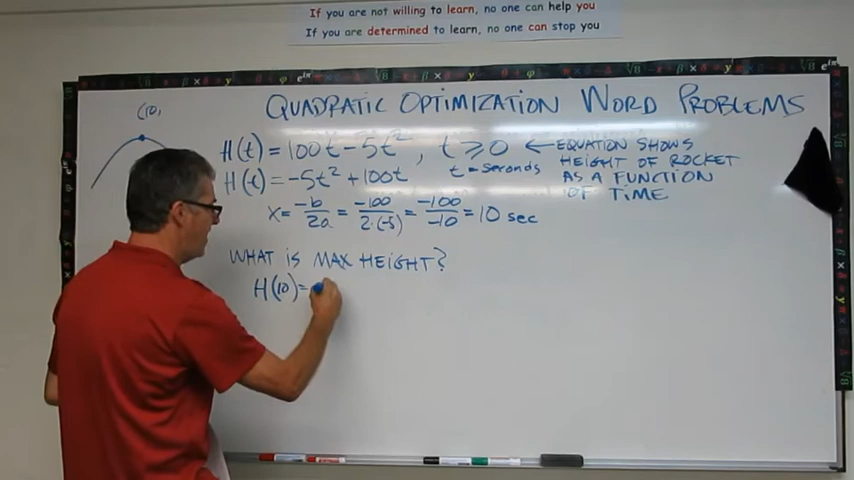 If you are not willing to learn, no one can help you
If you are determined to learn, no one can stop you
QUADRATIC OPTIMIZATION WORD PROBLEMS
(10,
H(t) = 100t - 5t², t ≥ 0 ← EQUATION SHOWS
HEIGHT OF ROCKET
AS A FUNCTION
OF TIME
t = seconds
H(t) = -5t² + 100t
x = -b/2a = -100/2·(-5) = -100/-10 = 10 sec
WHAT IS MAX HEIGHT?
H(10) =